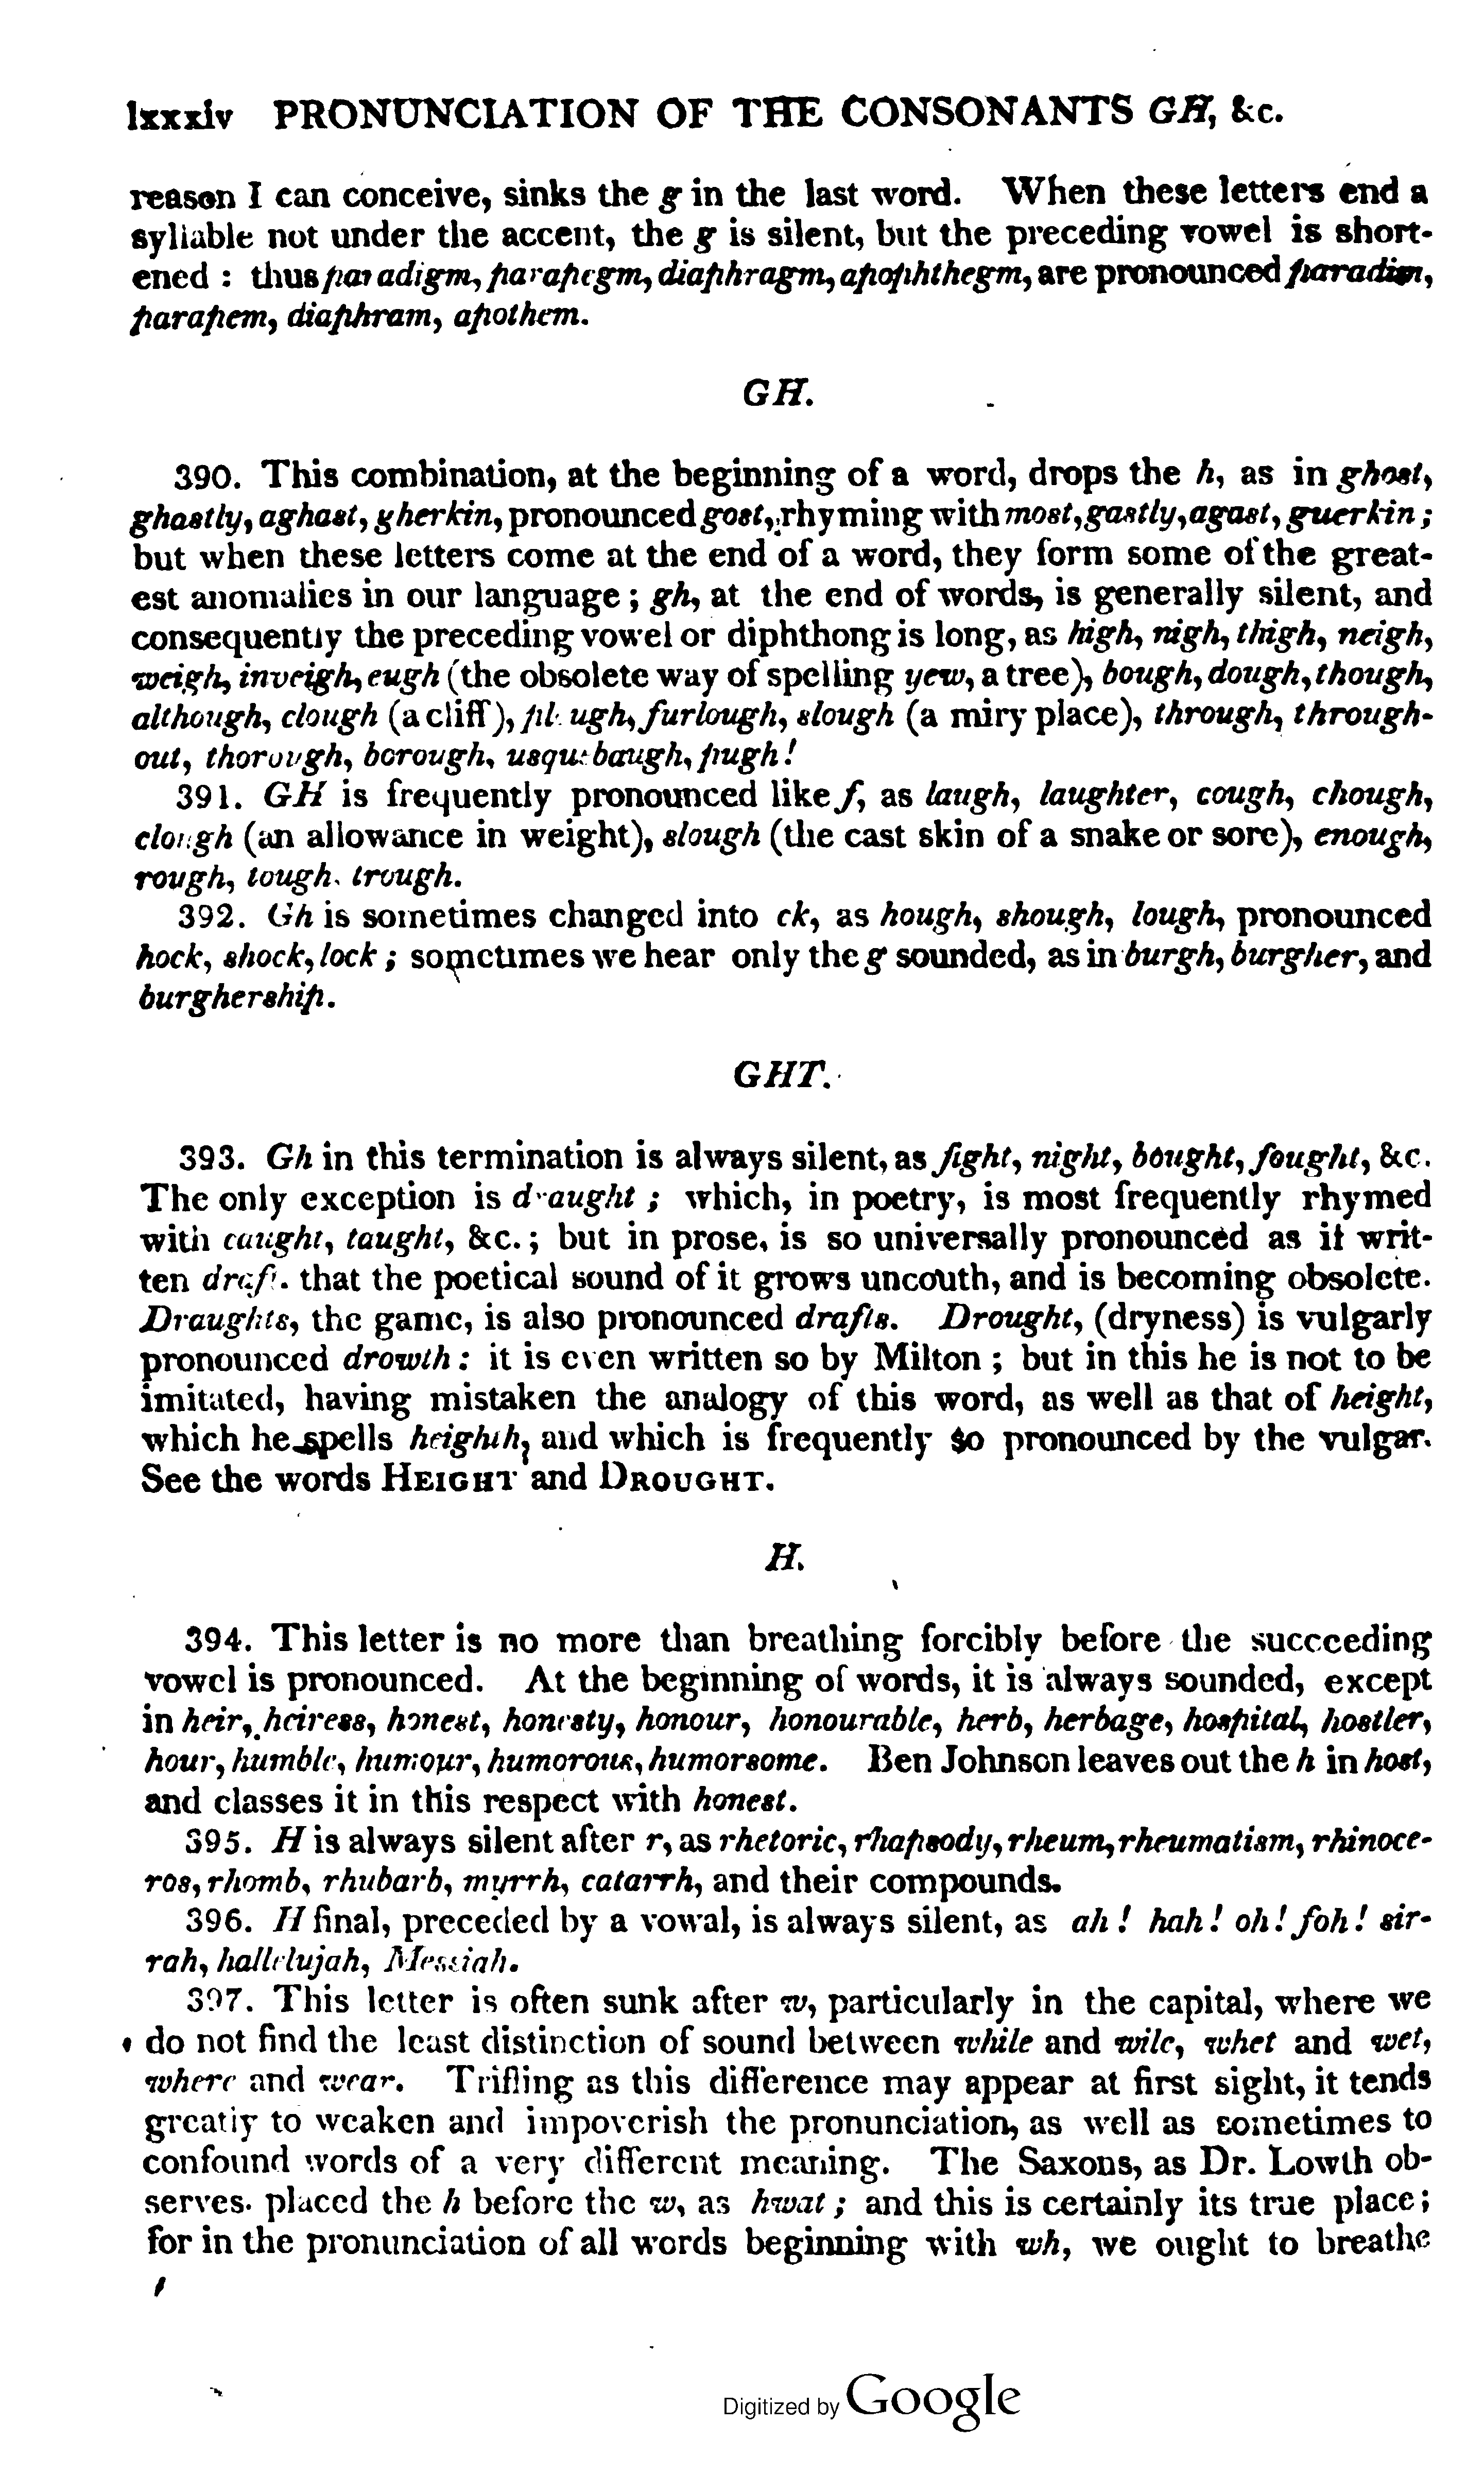 lxxxiv PRONUNCIATION OF THE CONSONANTS GH, &c.
reason I can conceive, sinks the g in the last word. When these letters end a
syllable not under the accent, the g is silent, but the preceding vowel is short-
ened : thus paradigm, parapegm, diaphragm, apophthegm, are pronounced paradim,
parapem, diaphram, apothem.
GH.
390. This combination, at the beginning of a word, drops the h, as in ghost,
ghastly, aghast, gherkin, pronounced gost, rhyming with most, gastly, agast, guerkin ;
but when these letters come at the end of a word, they form some of the great-
est anomalies in our language ; gh, at the end of words, is generally silent, and
consequently the preceding vowel or diphthong is long, as high, nigh, thigh, neigh,
weigh, inveigh, eugh (the obsolete way of spelling yew, a tree), bough, dough, though,
although, clough (a cliff), plough, furlough, slough (a miry place), through, through-
out, thorough, borough, usquebaugh, pugh !
391. GH is frequently pronounced like f, as laugh, laughter, cough, chough,
clough (an allowance in weight), slough (the cast skin of a snake or sore), enough,
rough, tough, trough.
392. Gh is sometimes changed into ck, as hough, shough, lough, pronounced
hock, shock, lock ; sometimes we hear only the g sounded, as in burgh, burgher, and
burghership.
GHT.
393. Gh in this termination is always silent, as fight, night, bought, fought, &c.
The only exception is draught ; which, in poetry, is most frequently rhymed
with caught, taught, &c. ; but in prose, is so universally pronounced as if writ-
ten draft. that the poetical sound of it grows uncouth, and is becoming obsolete.
Draughts, the game, is also pronounced drafts. Drought, (dryness) is vulgarly
pronounced drowth : it is even written so by Milton ; but in this he is not to be
imitated, having mistaken the analogy of this word, as well as that of height,
which he spells heighth, and which is frequently so pronounced by the vulgar.
See the words HEIGHT and DROUGHT.
H.
394. This letter is no more than breathing forcibly before the succeeding
vowel is pronounced. At the beginning of words, it is always sounded, except
in heir, heiress, honest, honesty, honour, honourable, herb, herbage, hospital, hostler,
hour, humble, humour, humorous, humorsome. Ben Johnson leaves out the h in host,
and classes it in this respect with honest.
395. H is always silent after r, as rhetoric, rhapsody, rheum, rheumatism, rhinoce-
ros, rhomb, rhubarb, myrrh, catarrh, and their compounds.
396. H final, preceded by a vowal, is always silent, as ah ! hah ! oh ! foh ! sir-
rah, hallelujah, Messiah.
397. This letter is often sunk after w, particularly in the capital, where we
do not find the least distinction of sound between while and wile, whet and wet,
where and wear. Trifling as this difference may appear at first sight, it tends
greatly to weaken and impoverish the pronunciation, as well as sometimes to
confound words of a very different meaning. The Saxons, as Dr. Lowth ob-
serves. placed the h before the w, as hwat ; and this is certainly its true place ;
for in the pronunciation of all words beginning with wh, we ought to breathe
Digitized by Google